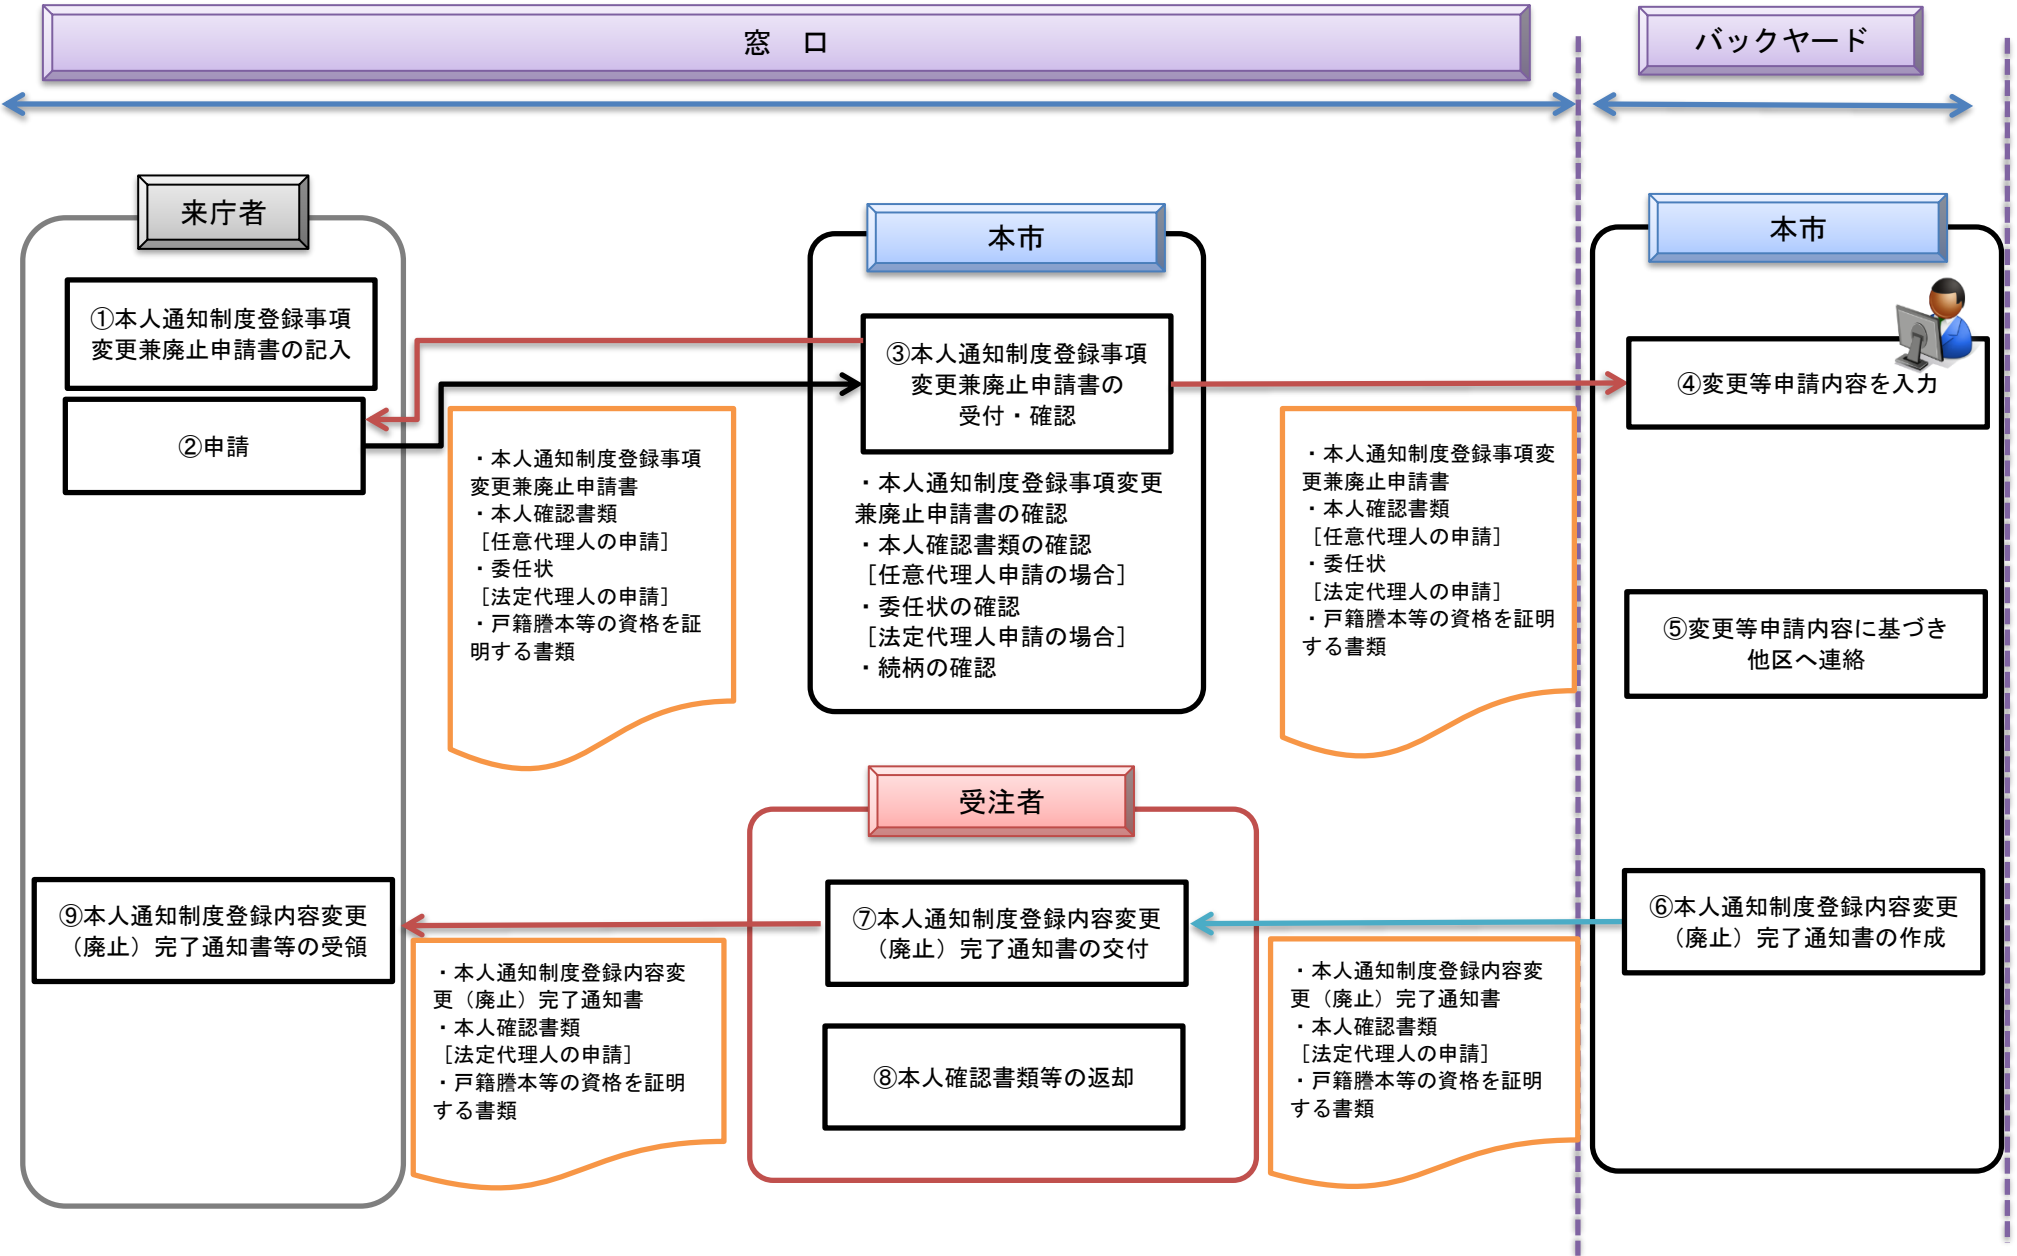 窓　口
バックヤード
来庁者
①本人通知制度登録事項
変更兼廃止申請書の記入
②申請
・本人通知制度登録事項
変更兼廃止申請書
・本人確認書類
［任意代理人の申請］
・委任状
［法定代理人の申請］
・戸籍謄本等の資格を証
明する書類
本市
③本人通知制度登録事項
変更兼廃止申請書の
受付・確認
・本人通知制度登録事項変更
兼廃止申請書の確認
・本人確認書類の確認
［任意代理人申請の場合］
・委任状の確認
［法定代理人申請の場合］
・続柄の確認
・本人通知制度登録事項変
更兼廃止申請書
・本人確認書類
［任意代理人の申請］
・委任状
［法定代理人の申請］
・戸籍謄本等の資格を証明
する書類
本市
④変更等申請内容を入力
⑤変更等申請内容に基づき
他区へ連絡
⑥本人通知制度登録内容変更
（廃止）完了通知書の作成
・本人通知制度登録内容変
更（廃止）完了通知書
・本人確認書類
［法定代理人の申請］
・戸籍謄本等の資格を証明
する書類
受注者
⑦本人通知制度登録内容変更
（廃止）完了通知書の交付
⑧本人確認書類等の返却
・本人通知制度登録内容変
更（廃止）完了通知書
・本人確認書類
［法定代理人の申請］
・戸籍謄本等の資格を証明
する書類
⑨本人通知制度登録内容変更
（廃止）完了通知書等の受領